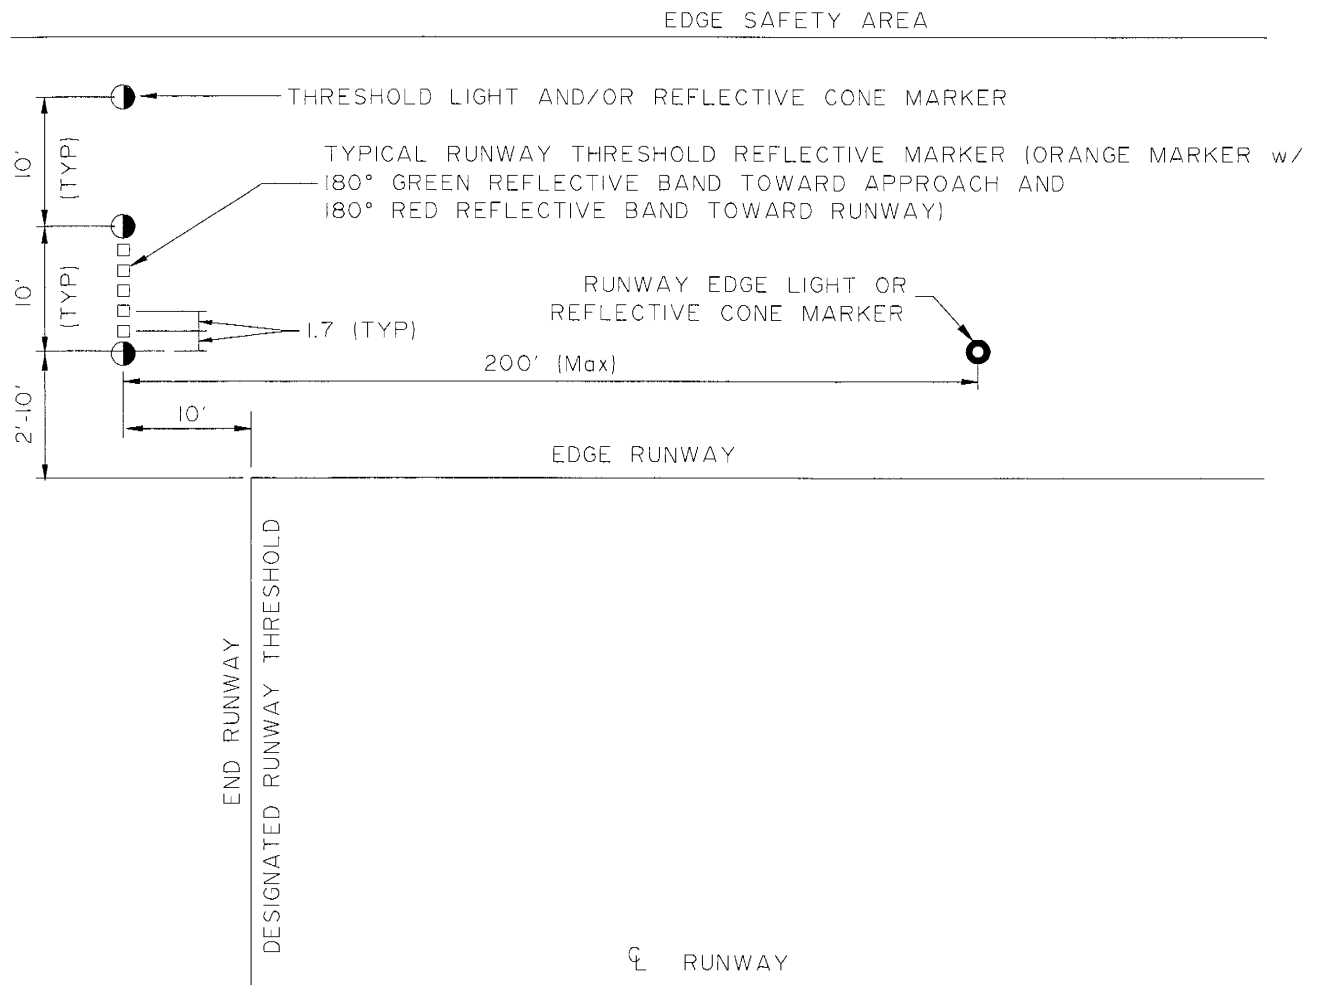 EDGE SAFETY AREA
THRESHOLD LIGHT AND/OR REFLECTIVE CONE MARKER
10'
(TYP)
TYPICAL RUNWAY THRESHOLD REFLECTIVE MARKER (ORANGE MARKER w/
180° GREEN REFLECTIVE BAND TOWARD APPROACH AND
180° RED REFLECTIVE BAND TOWARD RUNWAY)
10'
(TYP)
RUNWAY EDGE LIGHT OR
REFLECTIVE CONE MARKER
1.7 (TYP)
200' (Max)
2'-10'
10'
EDGE RUNWAY
END RUNWAY
DESIGNATED RUNWAY THRESHOLD
℄ RUNWAY